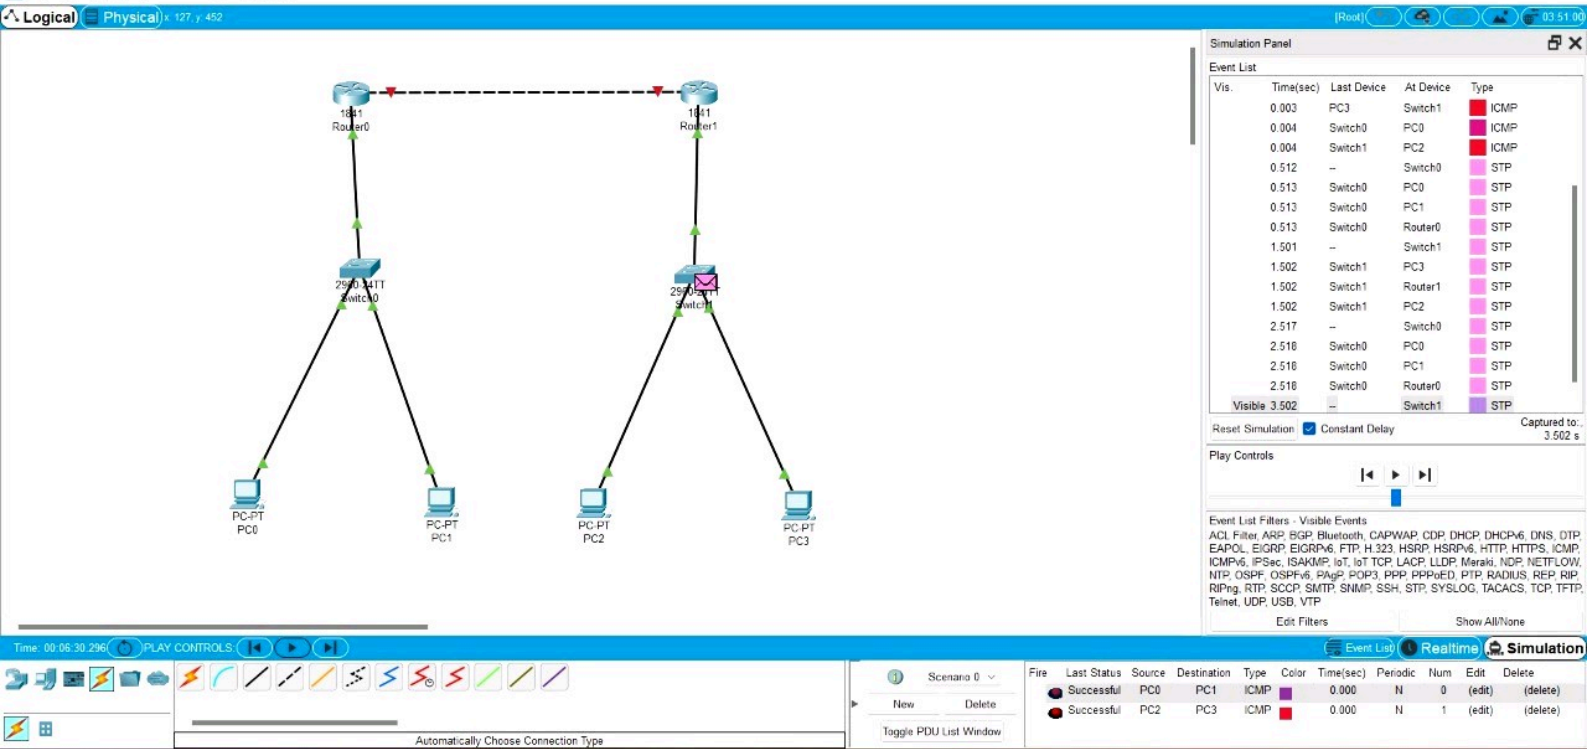 Logical Physical x: 127, y: 452 [Root] 03:51:00
1841
Router0
1841
Router1
2960-24TT
Switch0
2960-24TT
Switch1
PC-PT
PC0
PC-PT
PC1
PC-PT
PC2
PC-PT
PC3
Simulation Panel
Event List
Vis. Time(sec) Last Device At Device Type
0.003 PC3 Switch1 ICMP
0.004 Switch0 PC0 ICMP
0.004 Switch1 PC2 ICMP
0.512 -- Switch0 STP
0.513 Switch0 PC0 STP
0.513 Switch0 PC1 STP
0.513 Switch0 Router0 STP
1.501 -- Switch1 STP
1.502 Switch1 PC3 STP
1.502 Switch1 Router1 STP
1.502 Switch1 PC2 STP
2.517 -- Switch0 STP
2.518 Switch0 PC0 STP
2.518 Switch0 PC1 STP
2.518 Switch0 Router0 STP
Visible 3.502 -- Switch1 STP
Reset Simulation Constant Delay Captured to:
3.502 s
Play Controls
Event List Filters - Visible Events
ACL Filter, ARP, BGP, Bluetooth, CAPWAP, CDP, DHCP, DHCPv6, DNS, DTP,
EAPOL, EIGRP, EIGRPv6, FTP, H.323, HSRP, HSRPv6, HTTP, HTTPS, ICMP,
ICMPv6, IPSec, ISAKMP, IoT, IoT TCP, LACP, LLDP, Meraki, NDP, NETFLOW,
NTP, OSPF, OSPFv6, PAgP, POP3, PPP, PPPoED, PTP, RADIUS, REP, RIP,
RIPng, RTP, SCCP, SMTP, SNMP, SSH, STP, SYSLOG, TACACS, TCP, TFTP,
Telnet, UDP, USB, VTP
Edit Filters Show All/None
Time: 00:06:30.296 PLAY CONTROLS: Event List Realtime Simulation
Automatically Choose Connection Type
Scenario 0
New Delete
Toggle PDU List Window
Fire Last Status Source Destination Type Color Time(sec) Periodic Num Edit Delete
Successful PC0 PC1 ICMP 0.000 N 0 (edit) (delete)
Successful PC2 PC3 ICMP 0.000 N 1 (edit) (delete)